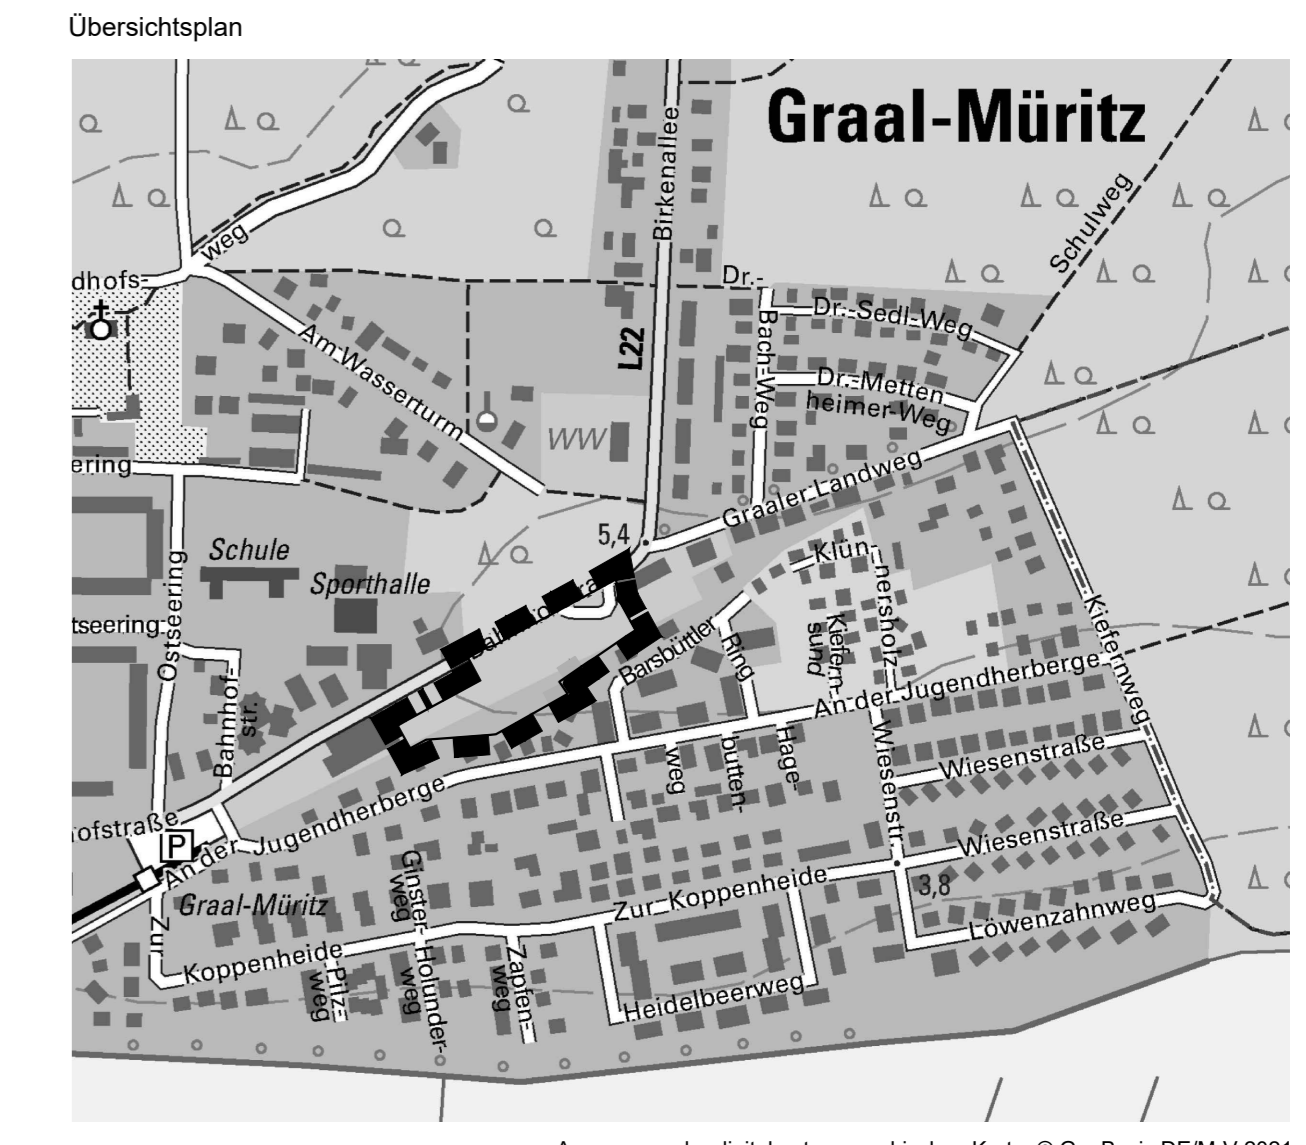 Übersichtsplan
Graal-Müritz
Birkenallee
Schulweg
weg
dhofs-
Dr.-
Bach-Weg
Dr.-Sedl-Weg
L22
Am Wasserturm
Dr.-Metten
heimer-Weg
WW
ering
Graaler Landweg
5,4
Schule
Sporthalle
Klün-
nersholz
Ostseering
tseering
Kiefern-
sund
Kiefernweg
Barsbüttler
Ring
Bahnhof-
str.
An der Jugendherberge
Wiesenstr.
Hage-
butten-
weg
Wiesenstraße
An der Jugendherberge
ofstraße
P
Wiesenstraße
Graal-Müritz
Ginster-
weg
Zur Koppenheide
3,8
Löwenzahnweg
Zur
Koppenheide
Pilz-
weg
Holunder-
weg
Zapfen-
weg
Heidelbeerweg